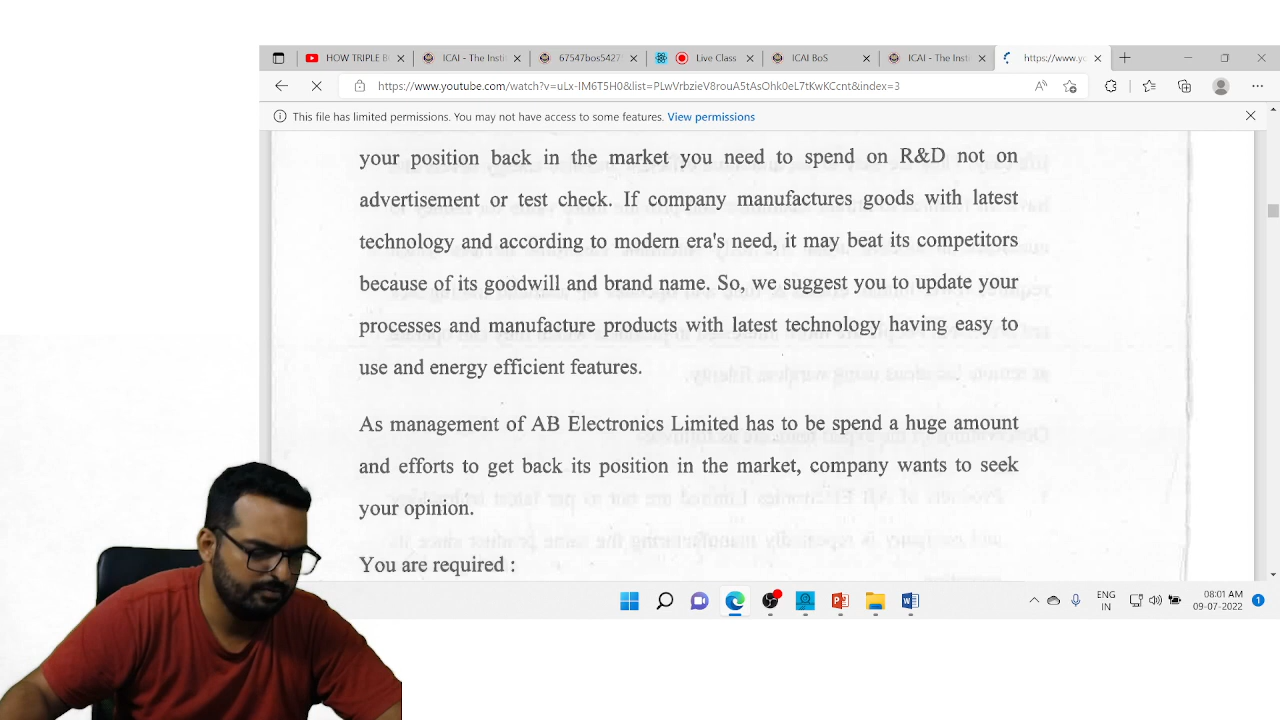 HOW TRIPLE B
ICAI - The Insti
67547bos5427
Live Class
ICAI BoS
ICAI - The Inst
https://www.yo
https://www.youtube.com/watch?v=uLx-IM6T5H0&list=PLwVrbzieV8rouA5tAsOhk0eL7tKwKCcnt&index=3
This file has limited permissions. You may not have access to some features. View permissions
your position back in the market you need to spend on R&D not on
advertisement or test check. If company manufactures goods with latest
technology and according to modern era's need, it may beat its competitors
because of its goodwill and brand name. So, we suggest you to update your
processes and manufacture products with latest technology having easy to
use and energy efficient features.
As management of AB Electronics Limited has to be spend a huge amount
and efforts to get back its position in the market, company wants to seek
your opinion.
You are required :
ENG
IN
08:01 AM
09-07-2022
1